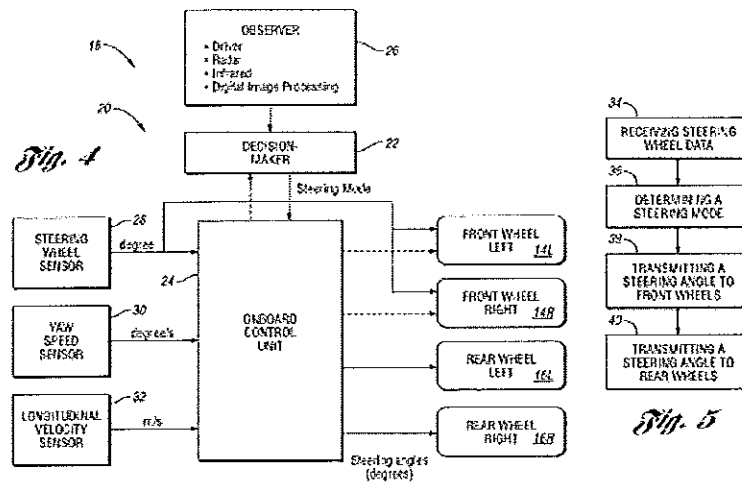 18
20
Fig. 4
OBSERVER
• Driver
• Radar
• Infrared
• Digital Image Processing
26
DECISION-
MAKER
22
Steering Mode
28
STEERING
WHEEL
SENSOR
degree
30
YAW
SPEED
SENSOR
degree/s
32
LONGITUDINAL
VELOCITY
SENSOR
m/s
24
ONBOARD
CONTROL
UNIT
FRONT WHEEL
LEFT 14L
FRONT WHEEL
RIGHT 14R
REAR WHEEL
LEFT 16L
REAR WHEEL
RIGHT 16R
Steering angles
(degrees)
34
RECEIVING STEERING
WHEEL DATA
36
DETERMINING A
STEERING MODE
38
TRANSMITTING A
STEERING ANGLE TO
FRONT WHEELS
40
TRANSMITTING A
STEERING ANGLE TO
REAR WHEELS
Fig. 5